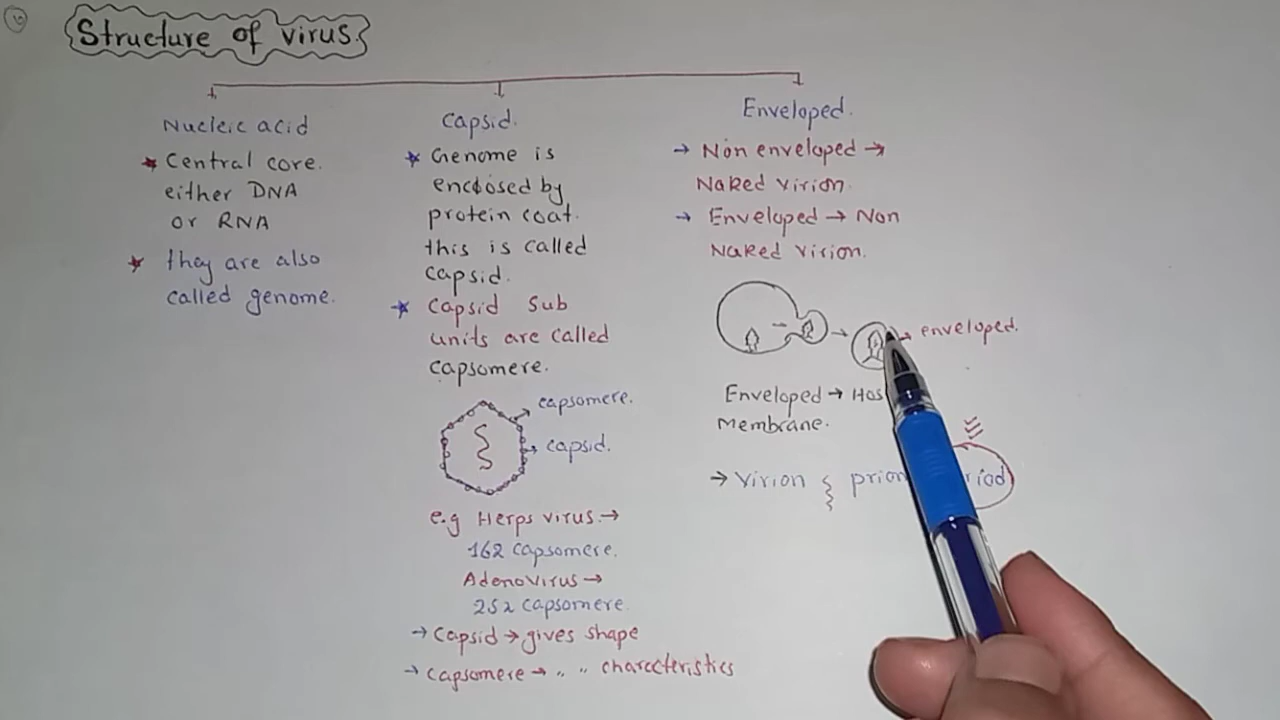 Structure of virus.
Nucleic acid
* Central core.
either DNA
or RNA
* they are also
called genome.
Capsid.
* Genome is
enclosed by
protein coat.
this is called
capsid.
* Capsid Sub
units are called
capsomere.
capsomere.
capsid.
e.g Herps virus →
162 capsomere.
Adenovirus →
252 capsomere.
→ Capsid → gives shape
→ Capsomere → " " characteristics
Enveloped.
→ Non enveloped →
Naked virion.
→ Enveloped → Non
Naked virion.
→ enveloped.
Enveloped →
Membrane.
→ Virion prion